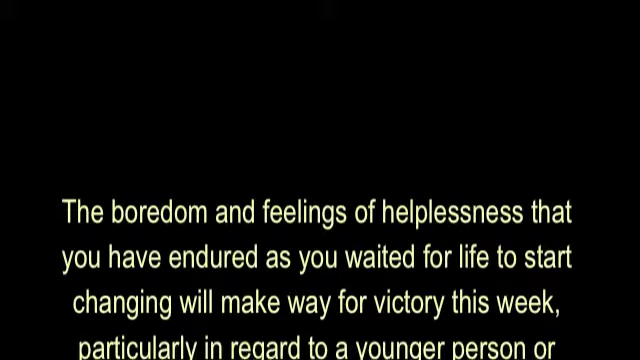 The boredom and feelings of helplessness that
you have endured as you waited for life to start
changing will make way for victory this week,
particularly in regard to a younger person or